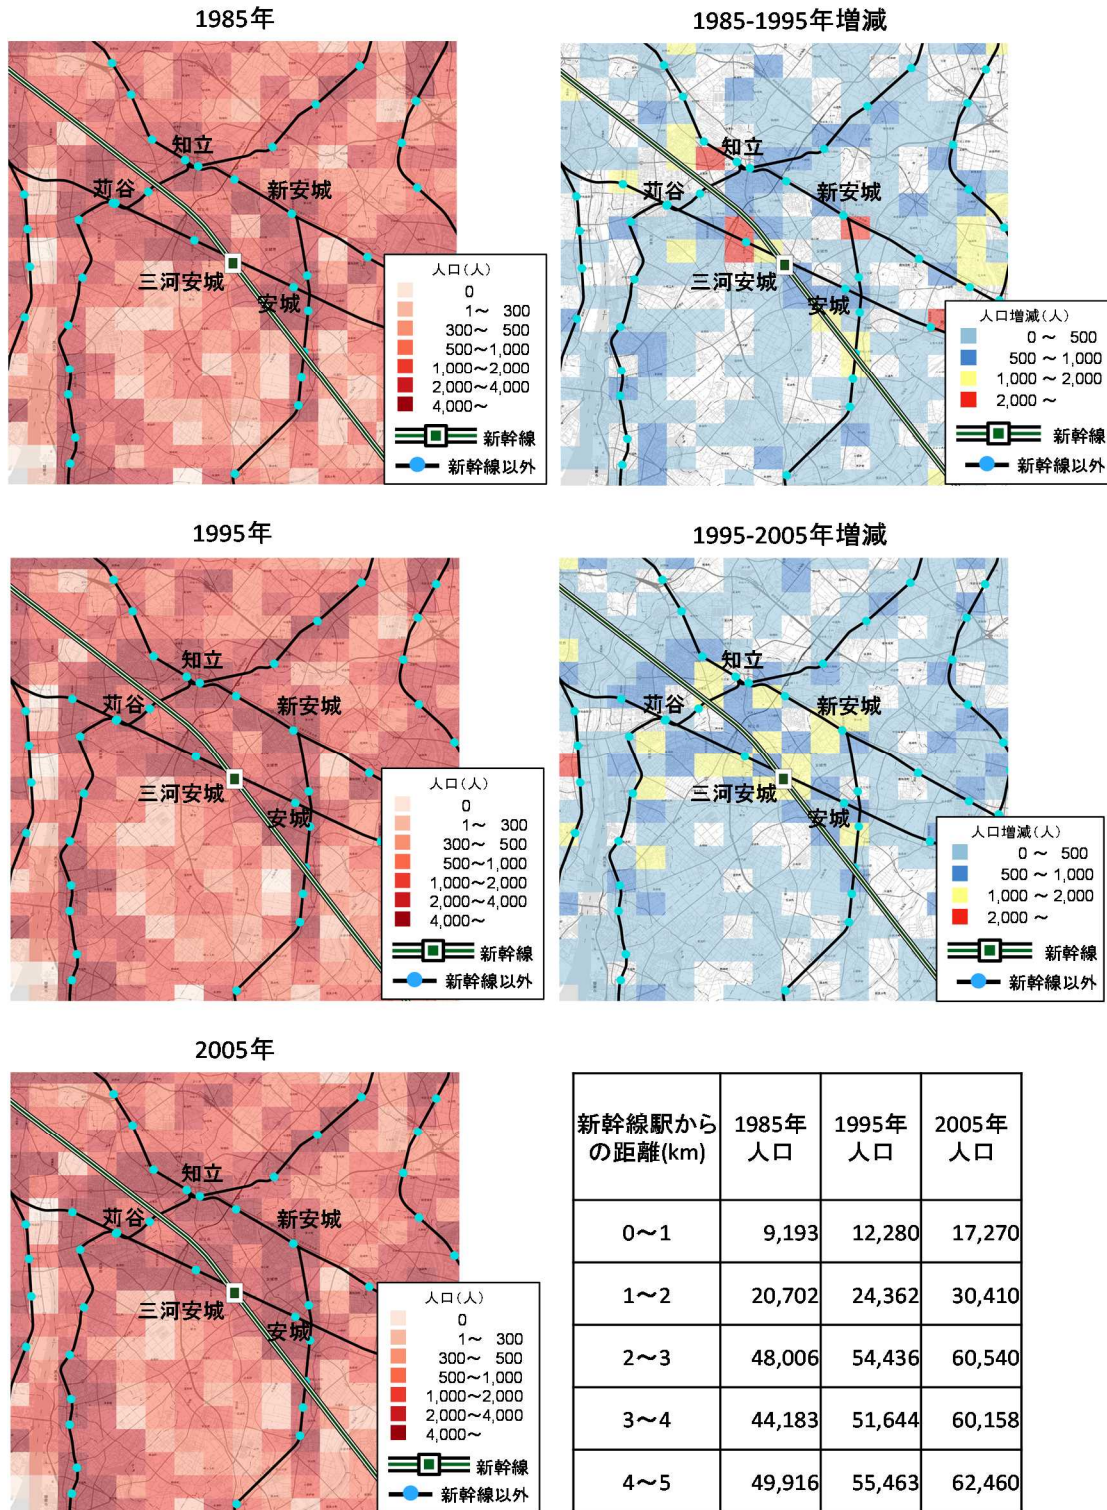 1985年
知立
苅谷
新安城
三河安城
安城
人口(人)
0
1~ 300
300~ 500
500~1,000
1,000~2,000
2,000~4,000
4,000~
新幹線
新幹線以外
1985-1995年増減
知立
苅谷
新安城
三河安城
安城
人口増減(人)
0 ~ 500
500 ~ 1,000
1,000 ~ 2,000
2,000 ~
新幹線
新幹線以外
1995年
知立
苅谷
新安城
三河安城
安城
人口(人)
0
1~ 300
300~ 500
500~1,000
1,000~2,000
2,000~4,000
4,000~
新幹線
新幹線以外
1995-2005年増減
知立
苅谷
新安城
三河安城
安城
人口増減(人)
0 ~ 500
500 ~ 1,000
1,000 ~ 2,000
2,000 ~
新幹線
新幹線以外
2005年
知立
苅谷
新安城
三河安城
安城
人口(人)
0
1~ 300
300~ 500
500~1,000
1,000~2,000
2,000~4,000
4,000~
新幹線
新幹線以外
新幹線駅から
の距離(km)
1985年
人口
1995年
人口
2005年
人口
0~1 9,193 12,280 17,270
1~2 20,702 24,362 30,410
2~3 48,006 54,436 60,540
3~4 44,183 51,644 60,158
4~5 49,916 55,463 62,460